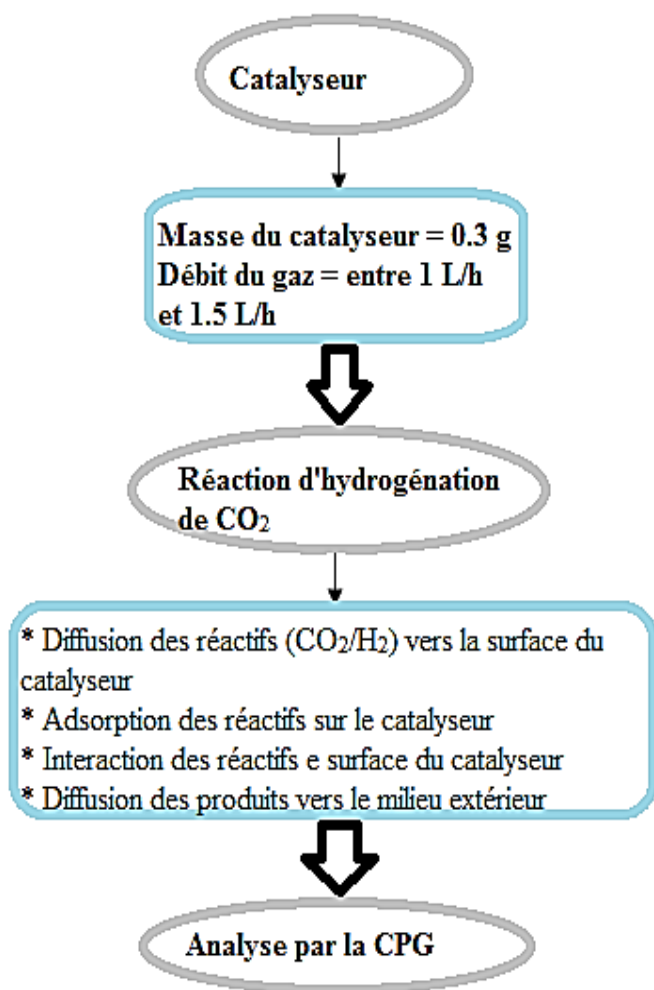 Catalyseur
Masse du catalyseur = 0.3 g
Débit du gaz = entre 1 L/h
et 1.5 L/h
Réaction d'hydrogénation
de CO₂
* Diffusion des réactifs (CO₂/H₂) vers la surface du
catalyseur
* Adsorption des réactifs sur le catalyseur
* Interaction des réactifs e surface du catalyseur
* Diffusion des produits vers le milieu extérieur
Analyse par la CPG